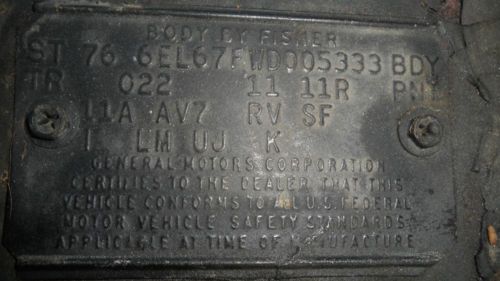 BODY BY FISHER
ST 76 6EL67FWD005333 BDY
TR 022 11 11R PNT
11A AV7 RV SF
I LM UJ K
GENERAL MOTORS CORPORATION
CERTIFIES TO THE DEALER THAT THIS
VEHICLE CONFORMS TO ALL U.S. FEDERAL
MOTOR VEHICLE SAFETY STANDARDS
APPLICABLE AT TIME OF MANUFACTURE